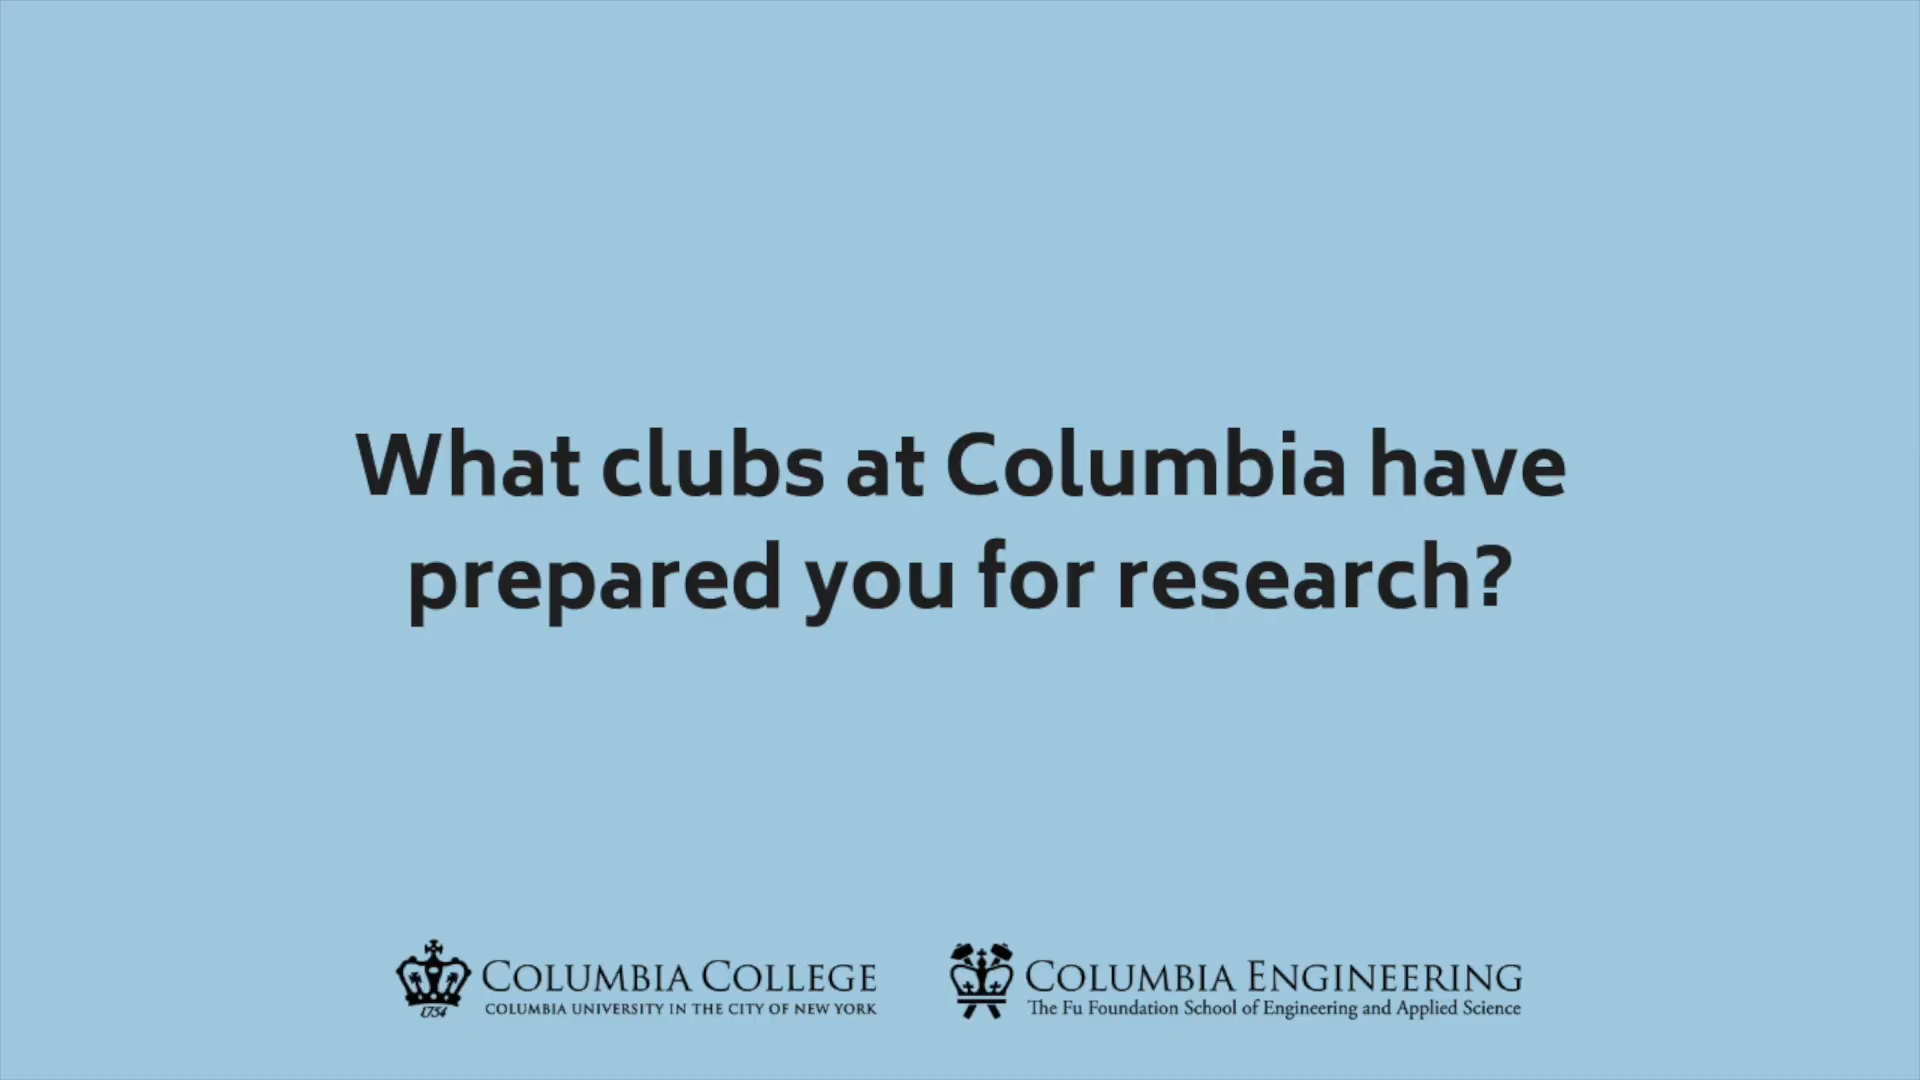 What clubs at Columbia have
prepared you for research?
COLUMBIA COLLEGE
COLUMBIA UNIVERSITY IN THE CITY OF NEW YORK
1754
COLUMBIA ENGINEERING
The Fu Foundation School of Engineering and Applied Science